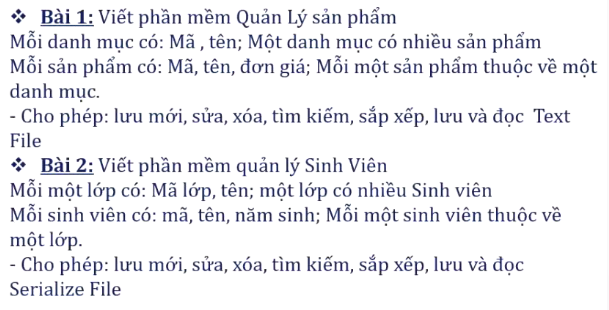 ❖ Bài 1: Viết phần mềm Quản Lý sản phẩm
Mỗi danh mục có: Mã , tên; Một danh mục có nhiều sản phẩm
Mỗi sản phẩm có: Mã, tên, đơn giá; Mỗi một sản phẩm thuộc về một
danh mục.
- Cho phép: lưu mới, sửa, xóa, tìm kiếm, sắp xếp, lưu và đọc Text
File
❖ Bài 2: Viết phần mềm quản lý Sinh Viên
Mỗi một lớp có: Mã lớp, tên; một lớp có nhiều Sinh viên
Mỗi sinh viên có: mã, tên, năm sinh; Mỗi một sinh viên thuộc về
một lớp.
- Cho phép: lưu mới, sửa, xóa, tìm kiếm, sắp xếp, lưu và đọc
Serialize File